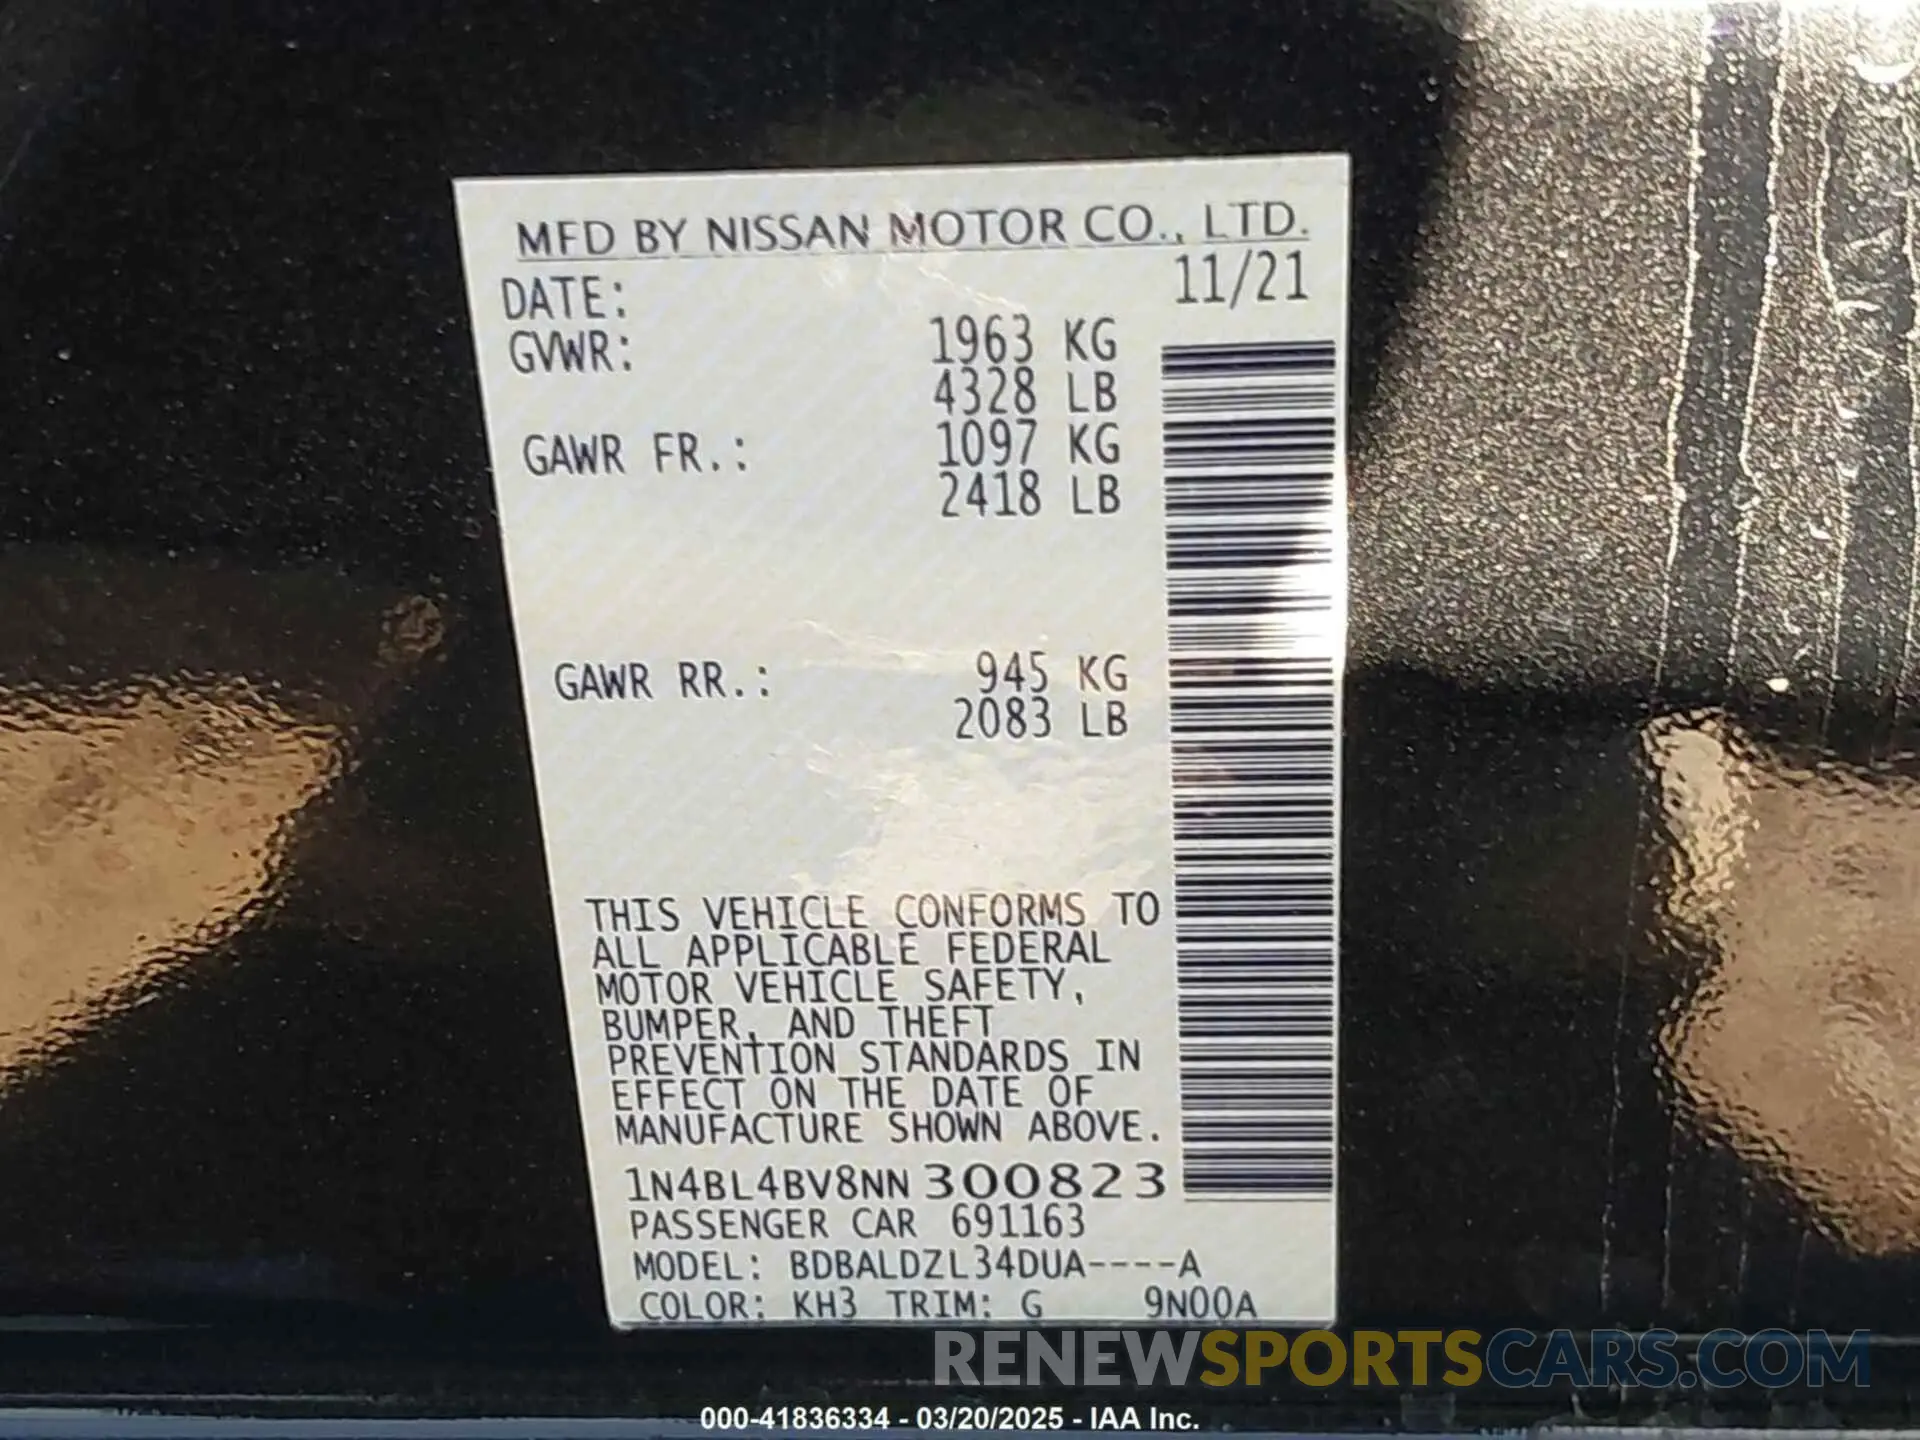 MFD BY NISSAN MOTOR CO., LTD.
DATE: 11/21
GVWR: 1963 KG
4328 LB
GAWR FR.: 1097 KG
2418 LB
GAWR RR.: 945 KG
2083 LB
THIS VEHICLE CONFORMS TO
ALL APPLICABLE FEDERAL
MOTOR VEHICLE SAFETY,
BUMPER, AND THEFT
PREVENTION STANDARDS IN
EFFECT ON THE DATE OF
MANUFACTURE SHOWN ABOVE.
1N4BL4BV8NN300823
PASSENGER CAR 691163
MODEL: BDBALDZL34DUA----A
COLOR: KH3 TRIM: G 9N00A
RENEWSPORTSCARS.COM
000-41836334 - 03/20/2025 - IAA Inc.